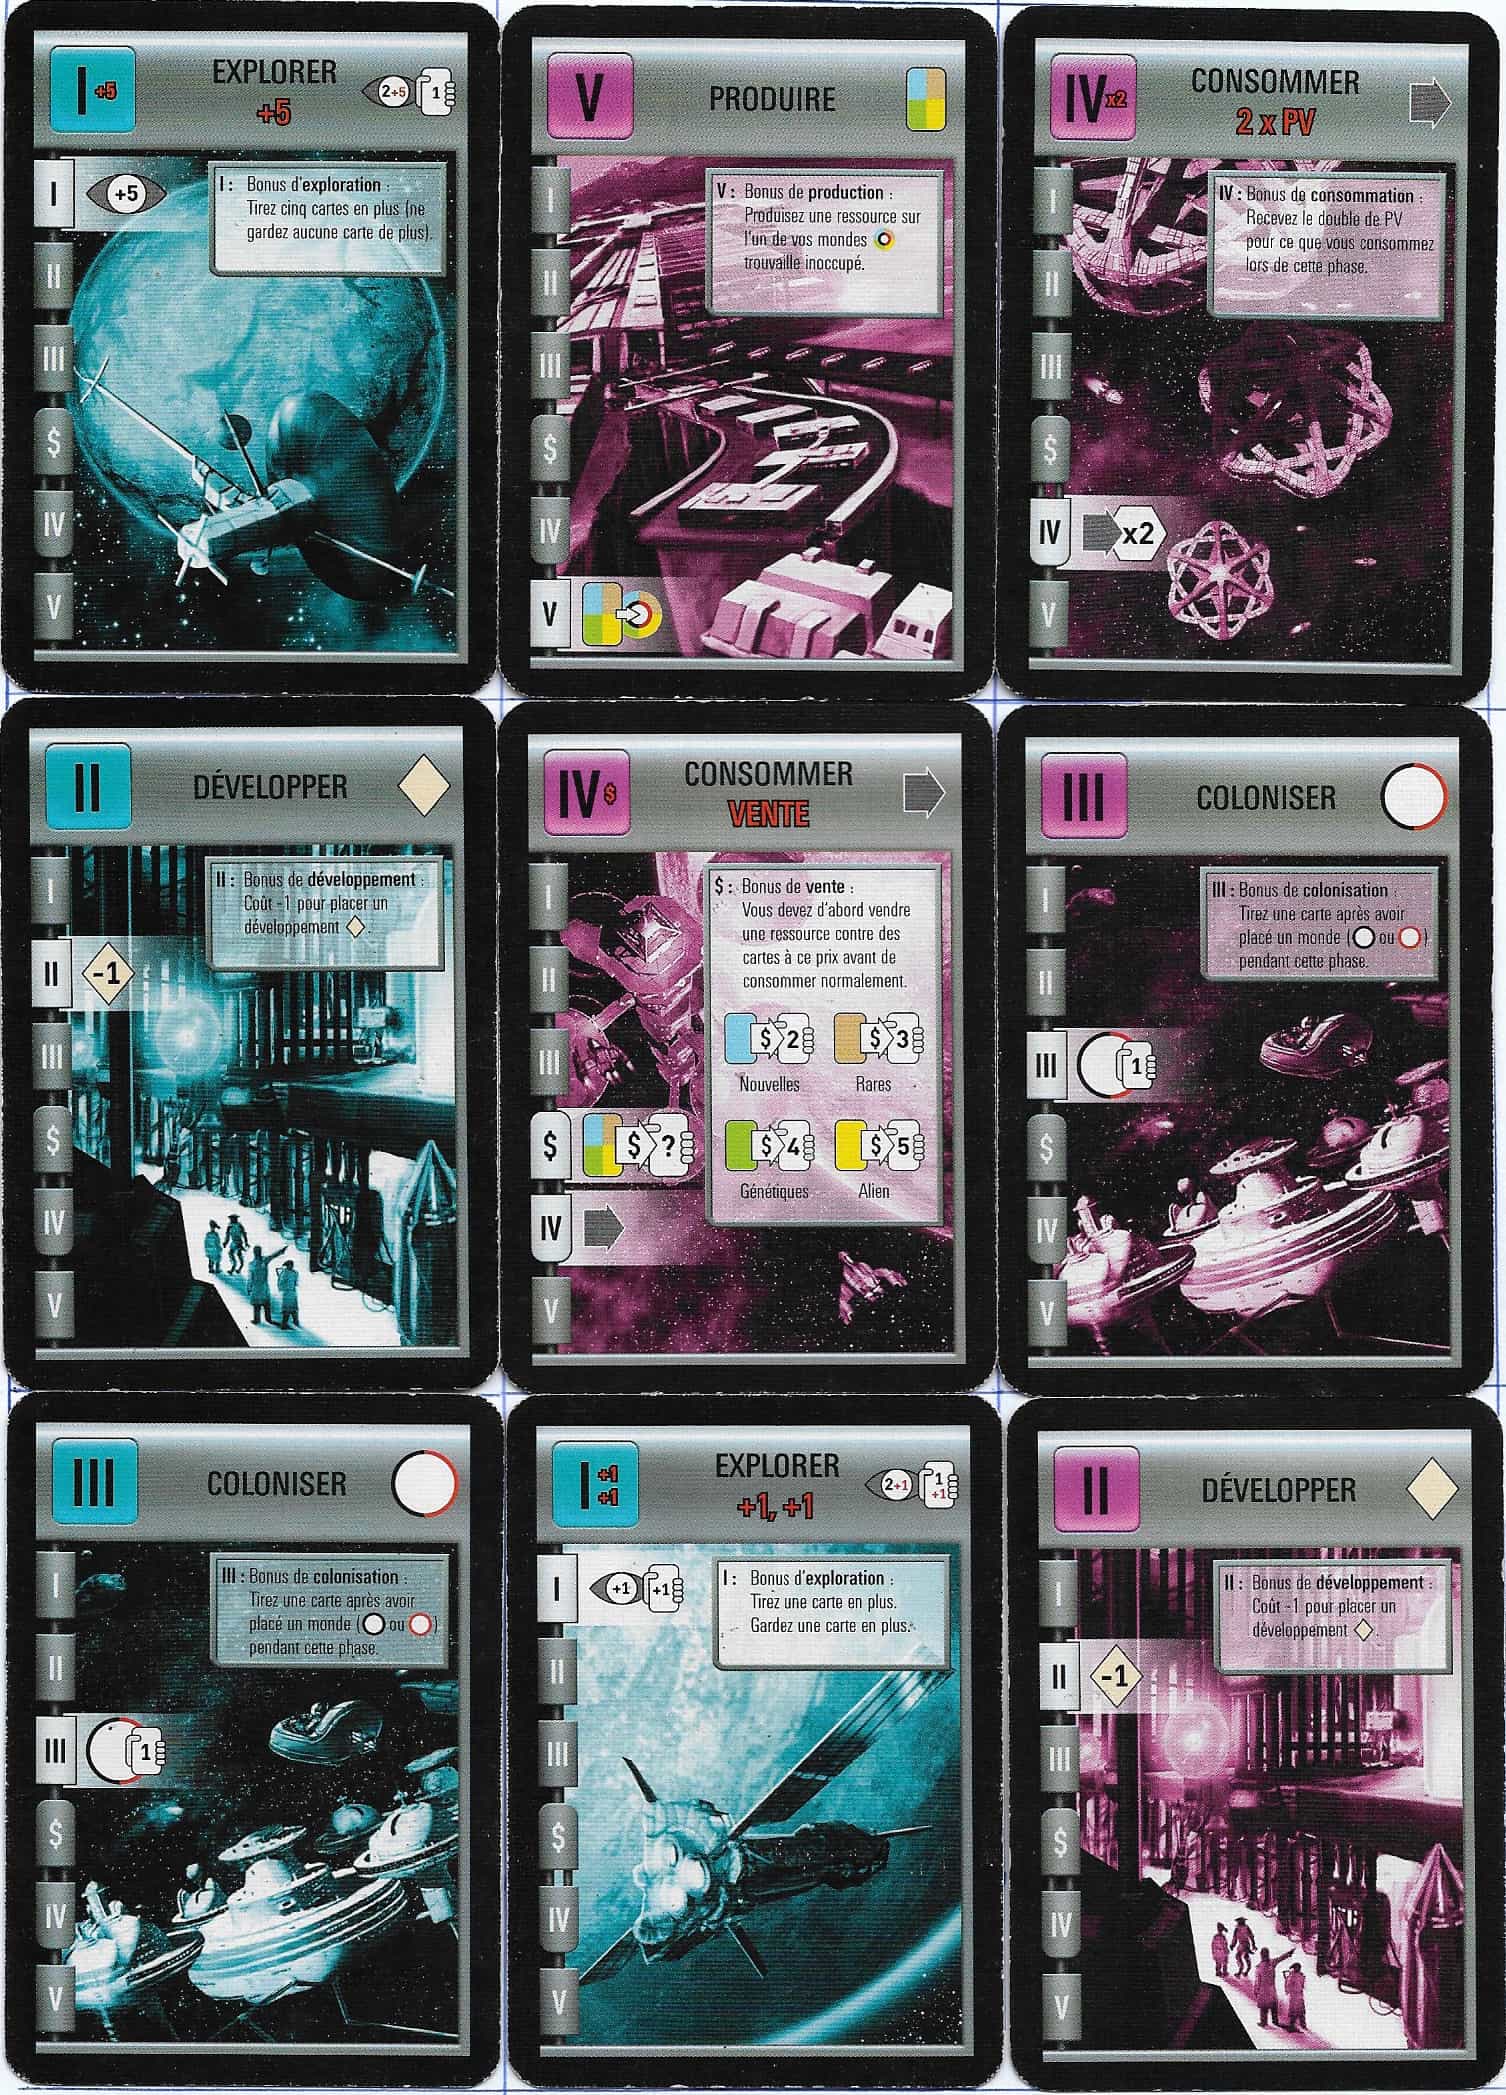 I +5
EXPLORER
+5
2+5 1
I
+5
I : Bonus d'exploration :
Tirez cinq cartes en plus (ne
gardez aucune carte de plus).
II
III
$
IV
V
V
PRODUIRE
I
V : Bonus de production :
Produisez une ressource sur
l'un de vos mondes
trouvaille inoccupé.
II
III
$
IV
V
IV x2
CONSOMMER
2 x PV
I
IV : Bonus de consommation :
Recevez le double de PV
pour ce que vous consommez
lors de cette phase.
II
III
$
IV
x2
V
II
DÉVELOPPER
I
II : Bonus de développement :
Coût -1 pour placer un
développement .
II
-1
III
$
IV
V
IV $
CONSOMMER
VENTE
I
$ : Bonus de vente :
Vous devez d'abord vendre
une ressource contre des
cartes à ce prix avant de
consommer normalement.
$ 2 $ 3
Nouvelles Rares
$ 4 $ 5
Génétiques Alien
II
III
$
$ ?
IV
V
III
COLONISER
I
III : Bonus de colonisation :
Tirez une carte après avoir
placé un monde ( ou )
pendant cette phase.
II
III
1
$
IV
V
III
COLONISER
I
III : Bonus de colonisation :
Tirez une carte après avoir
placé un monde ( ou )
pendant cette phase.
II
III
1
$
IV
V
I +1 +1
EXPLORER
+1, +1
2+1 1 +1
I
+1 +1
I : Bonus d'exploration :
Tirez une carte en plus.
Gardez une carte en plus.
II
III
$
IV
V
II
DÉVELOPPER
I
II : Bonus de développement :
Coût -1 pour placer un
développement .
II
-1
III
$
IV
V